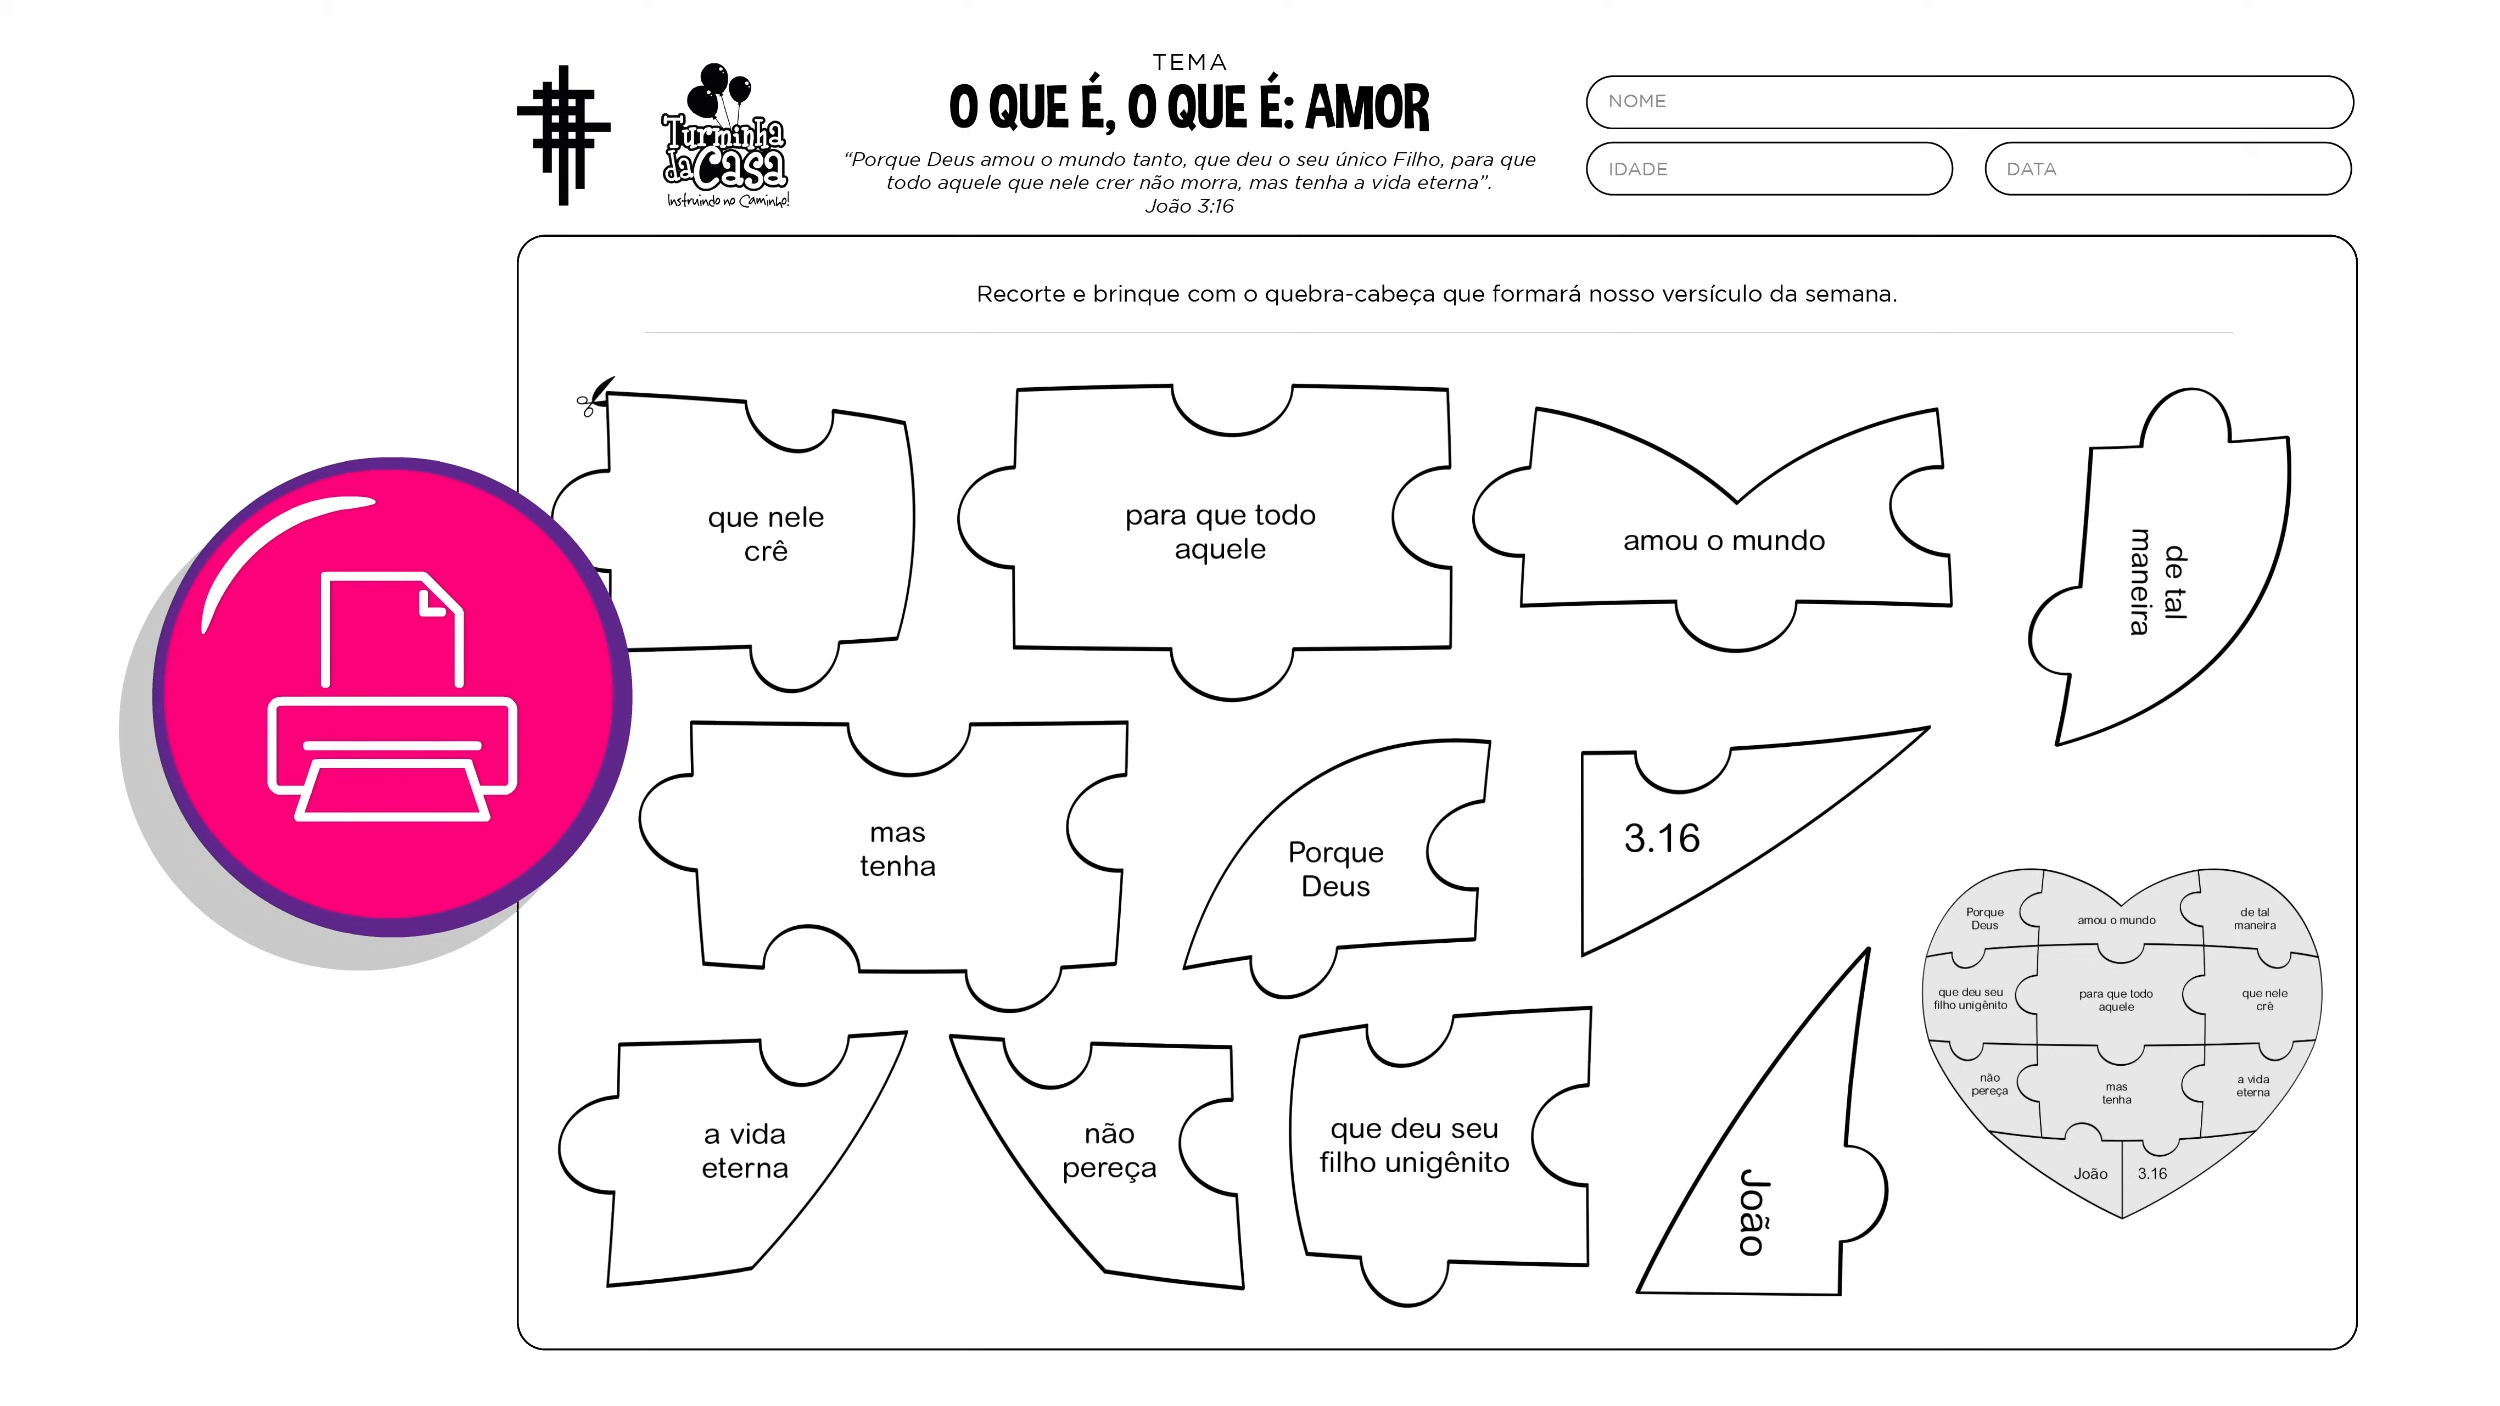 TEMA
O QUE É, O QUE É: AMOR
“Porque Deus amou o mundo tanto, que deu o seu único Filho, para que
todo aquele que nele crer não morra, mas tenha a vida eterna”.
João 3:16
Turminha
da Casa
Instruindo no Caminho!
NOME
IDADE
DATA
Recorte e brinque com o quebra-cabeça que formará nosso versículo da semana.
que nele
crê
para que todo
aquele
amou o mundo
de tal
maneira
mas
tenha
Porque
Deus
3.16
a vida
eterna
não
pereça
que deu seu
filho unigênito
João
Porque
Deus
amou o mundo
de tal
maneira
que deu seu
filho unigênito
para que todo
aquele
que nele
crê
não
pereça
mas
tenha
a vida
eterna
João
3.16